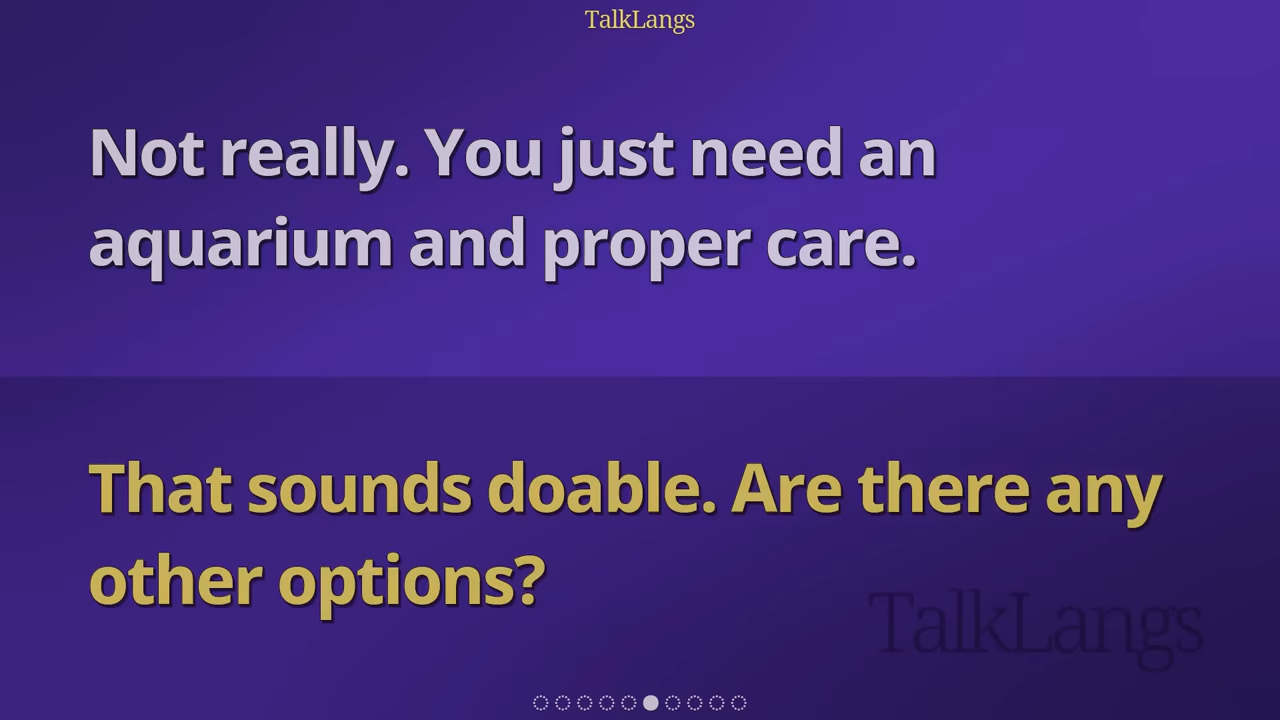 TalkLangs
Not really. You just need an
aquarium and proper care.
That sounds doable. Are there any
other options?
TalkLangs